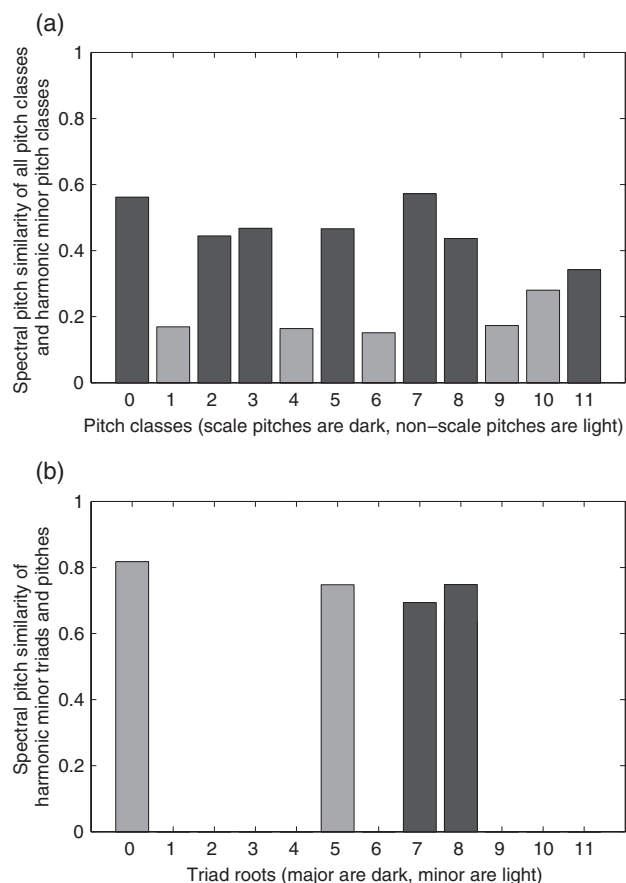 (a)
Spectral pitch similarity of all pitch classes
and harmonic minor pitch classes
1
0.8
0.6
0.4
0.2
0
0 1 2 3 4 5 6 7 8 9 10 11
Pitch classes (scale pitches are dark, non−scale pitches are light)
(b)
Spectral pitch similarity of
harmonic minor triads and pitches
1
0.8
0.6
0.4
0.2
0
0 1 2 3 4 5 6 7 8 9 10 11
Triad roots (major are dark, minor are light)